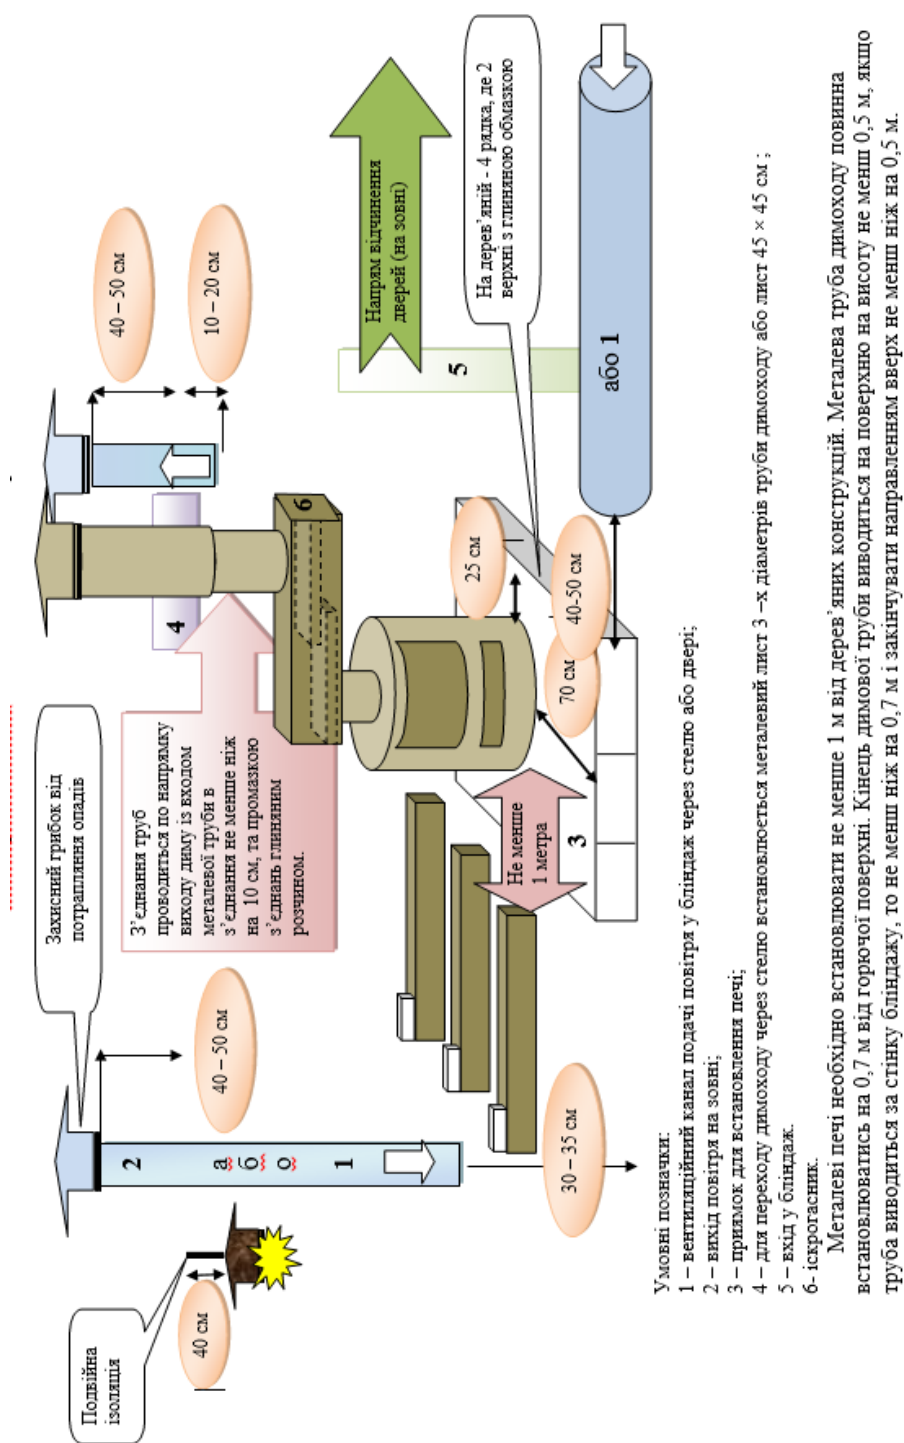 Подвійна
ізоляція
40 см
Захисний грибок від
потрапляння опадів
2
а
б
о
1
40 – 50 см
30 – 35 см
З’єднання труб
проводиться по напрямку
виходу диму із входом
металевої труби в
з’єднання не менше ніж
на 10 см, та промазкою
з’єднань глиняним
розчином.
4
6
40 – 50 см
10 – 20 см
Напрям відчинення
дверей (на зовні)
5
На дерев’яній - 4 рядка, де 2
верхні з глиняною обмазкою
25 см
40-50 см
70 см
Не менше
1 метра
3
або 1
Умовні позначки:
1 – вентиляційний канал подачі повітря у бліндаж через стелю або двері;
2 – вихід повітря на зовні;
3 – приямок для встановлення печі;
4 – для переходу димоходу через стелю встановлюється металевий лист 3 –х діаметрів труби димоходу або лист 45 × 45 см ;
5 – вхід у бліндаж.
6- іскрогасник.
Металеві печі необхідно встановлювати не менше 1 м від дерев’яних конструкцій. Металева труба димоходу повинна
встановлюватись на 0,7 м від горючої поверхні. Кінець димової труби виводиться на поверхню на висоту не менш 0,5 м, якщо
труба виводиться за стінку бліндажу, то не менш ніж на 0,7 м і закінчувати направленням вверх не менш ніж на 0,5 м.